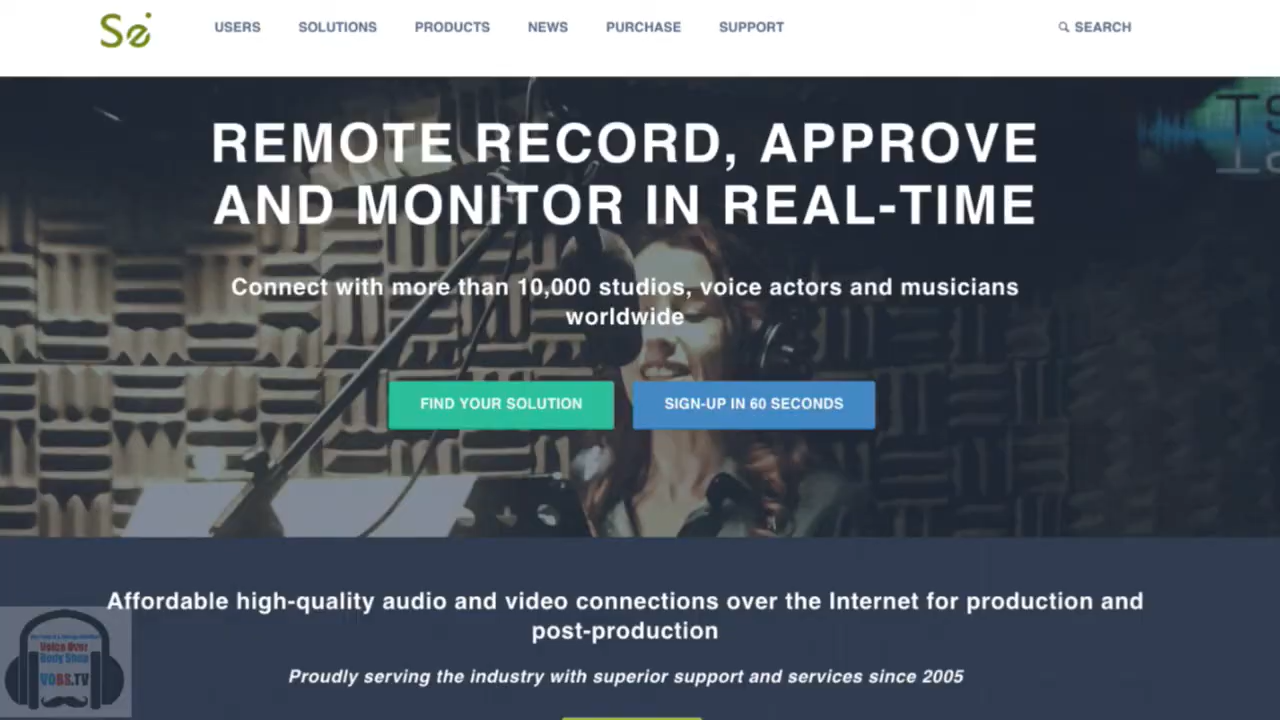 Se
USERS SOLUTIONS PRODUCTS NEWS PURCHASE SUPPORT SEARCH
REMOTE RECORD, APPROVE
AND MONITOR IN REAL-TIME
Connect with more than 10,000 studios, voice actors and musicians
worldwide
FIND YOUR SOLUTION SIGN-UP IN 60 SECONDS
Affordable high-quality audio and video connections over the Internet for production and
post-production
Proudly serving the industry with superior support and services since 2005
Voice Over
Body Shop
VOBS.TV